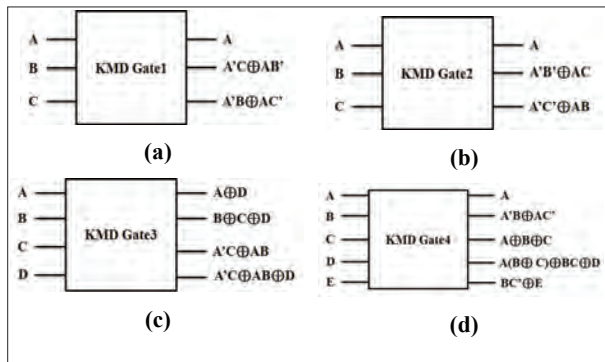 A A
B KMD Gate1 A'C⊕AB'
C A'B⊕AC'
(a)
A A
B KMD Gate2 A'B'⊕AC
C A'C'⊕AB
(b)
A A⊕D
B B⊕C⊕D
KMD Gate3
C A'C⊕AB
D A'C⊕AB⊕D
(c)
A A
B A'B⊕AC'
C KMD Gate4 A⊕B⊕C
D A(B⊕C)⊕BC⊕D
E BC'⊕E
(d)